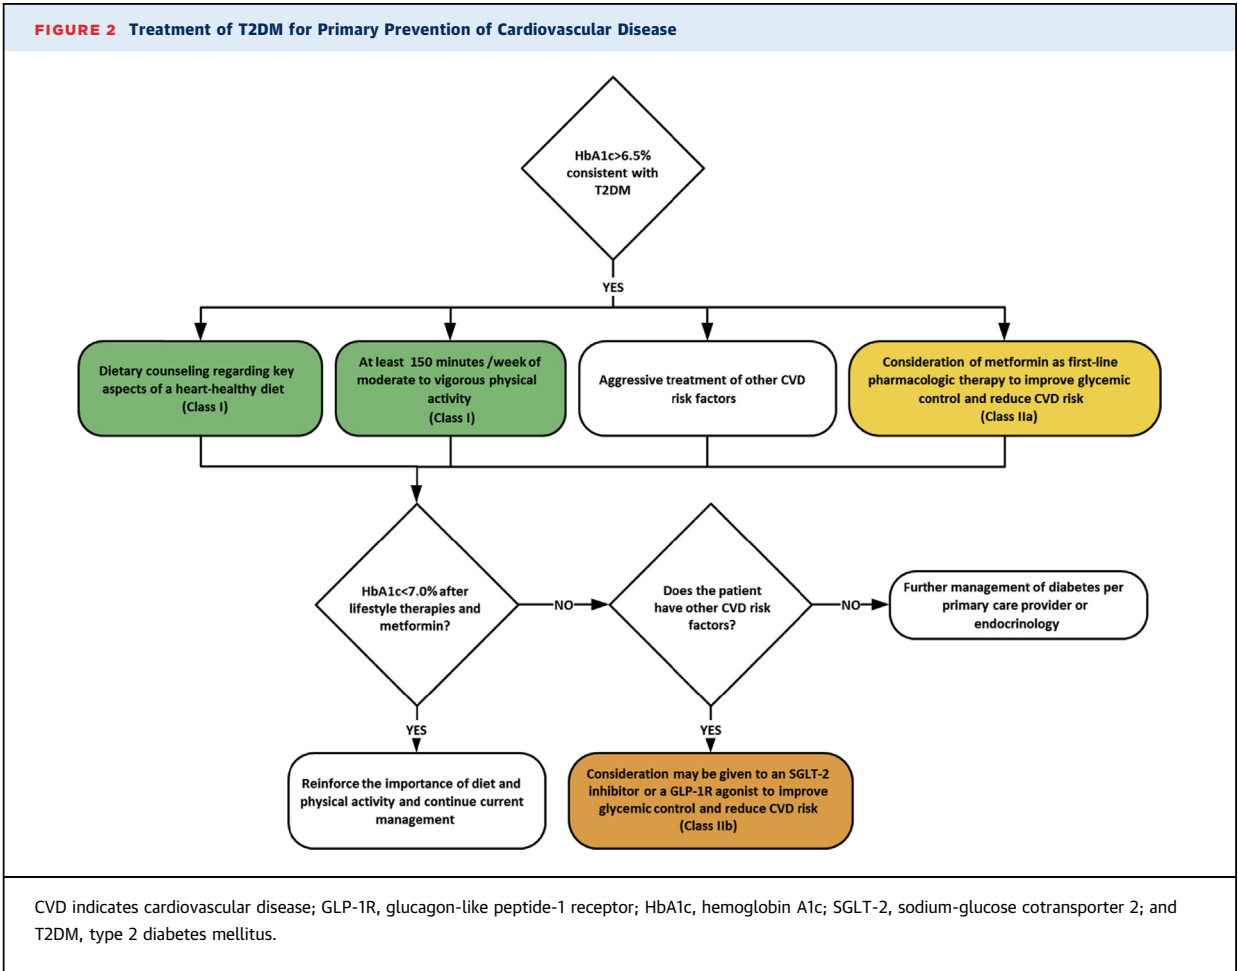 FIGURE 2 Treatment of T2DM for Primary Prevention of Cardiovascular Disease
HbA1c>6.5%
consistent with
T2DM
YES
Dietary counseling regarding key
aspects of a heart-healthy diet
(Class I)
At least 150 minutes /week of
moderate to vigorous physical
activity
(Class I)
Aggressive treatment of other CVD
risk factors
Consideration of metformin as first-line
pharmacologic therapy to improve glycemic
control and reduce CVD risk
(Class IIa)
HbA1c<7.0% after
lifestyle therapies and
metformin?
NO
Does the patient
have other CVD risk
factors?
NO
Further management of diabetes per
primary care provider or
endocrinology
YES
YES
Reinforce the importance of diet and
physical activity and continue current
management
Consideration may be given to an SGLT-2
inhibitor or a GLP-1R agonist to improve
glycemic control and reduce CVD risk
(Class IIb)
CVD indicates cardiovascular disease; GLP-1R, glucagon-like peptide-1 receptor; HbA1c, hemoglobin A1c; SGLT-2, sodium-glucose cotransporter 2; and
T2DM, type 2 diabetes mellitus.